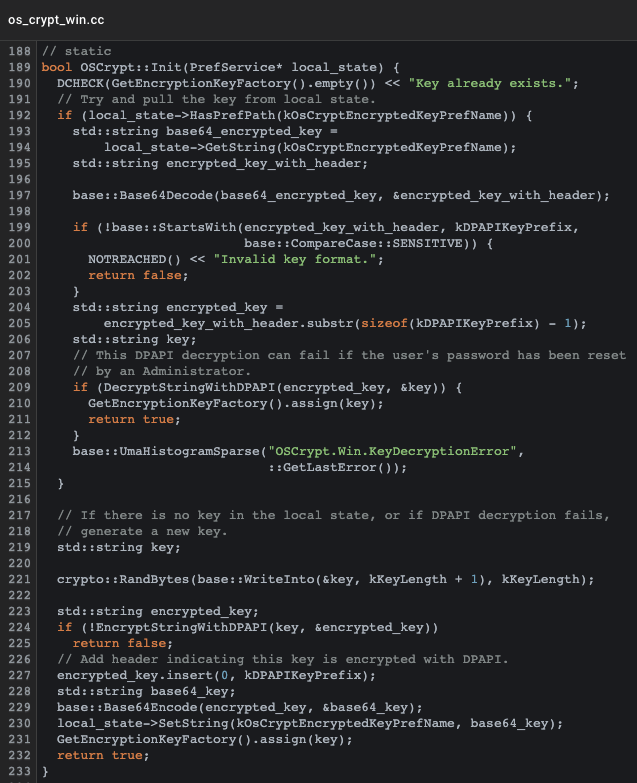 os_crypt_win.cc
188 // static
189 bool OSCrypt::Init(PrefService* local_state) {
190   DCHECK(GetEncryptionKeyFactory().empty()) << "Key already exists.";
191   // Try and pull the key from local state.
192   if (local_state->HasPrefPath(kOsCryptEncryptedKeyPrefName)) {
193     std::string base64_encrypted_key =
194         local_state->GetString(kOsCryptEncryptedKeyPrefName);
195     std::string encrypted_key_with_header;
196
197     base::Base64Decode(base64_encrypted_key, &encrypted_key_with_header);
198
199     if (!base::StartsWith(encrypted_key_with_header, kDPAPIKeyPrefix,
200                           base::CompareCase::SENSITIVE)) {
201       NOTREACHED() << "Invalid key format.";
202       return false;
203     }
204     std::string encrypted_key =
205         encrypted_key_with_header.substr(sizeof(kDPAPIKeyPrefix) - 1);
206     std::string key;
207     // This DPAPI decryption can fail if the user's password has been reset
208     // by an Administrator.
209     if (DecryptStringWithDPAPI(encrypted_key, &key)) {
210       GetEncryptionKeyFactory().assign(key);
211       return true;
212     }
213     base::UmaHistogramSparse("OSCrypt.Win.KeyDecryptionError",
214                              ::GetLastError());
215   }
216
217   // If there is no key in the local state, or if DPAPI decryption fails,
218   // generate a new key.
219   std::string key;
220
221   crypto::RandBytes(base::WriteInto(&key, kKeyLength + 1), kKeyLength);
222
223   std::string encrypted_key;
224   if (!EncryptStringWithDPAPI(key, &encrypted_key))
225     return false;
226   // Add header indicating this key is encrypted with DPAPI.
227   encrypted_key.insert(0, kDPAPIKeyPrefix);
228   std::string base64_key;
229   base::Base64Encode(encrypted_key, &base64_key);
230   local_state->SetString(kOsCryptEncryptedKeyPrefName, base64_key);
231   GetEncryptionKeyFactory().assign(key);
232   return true;
233 }